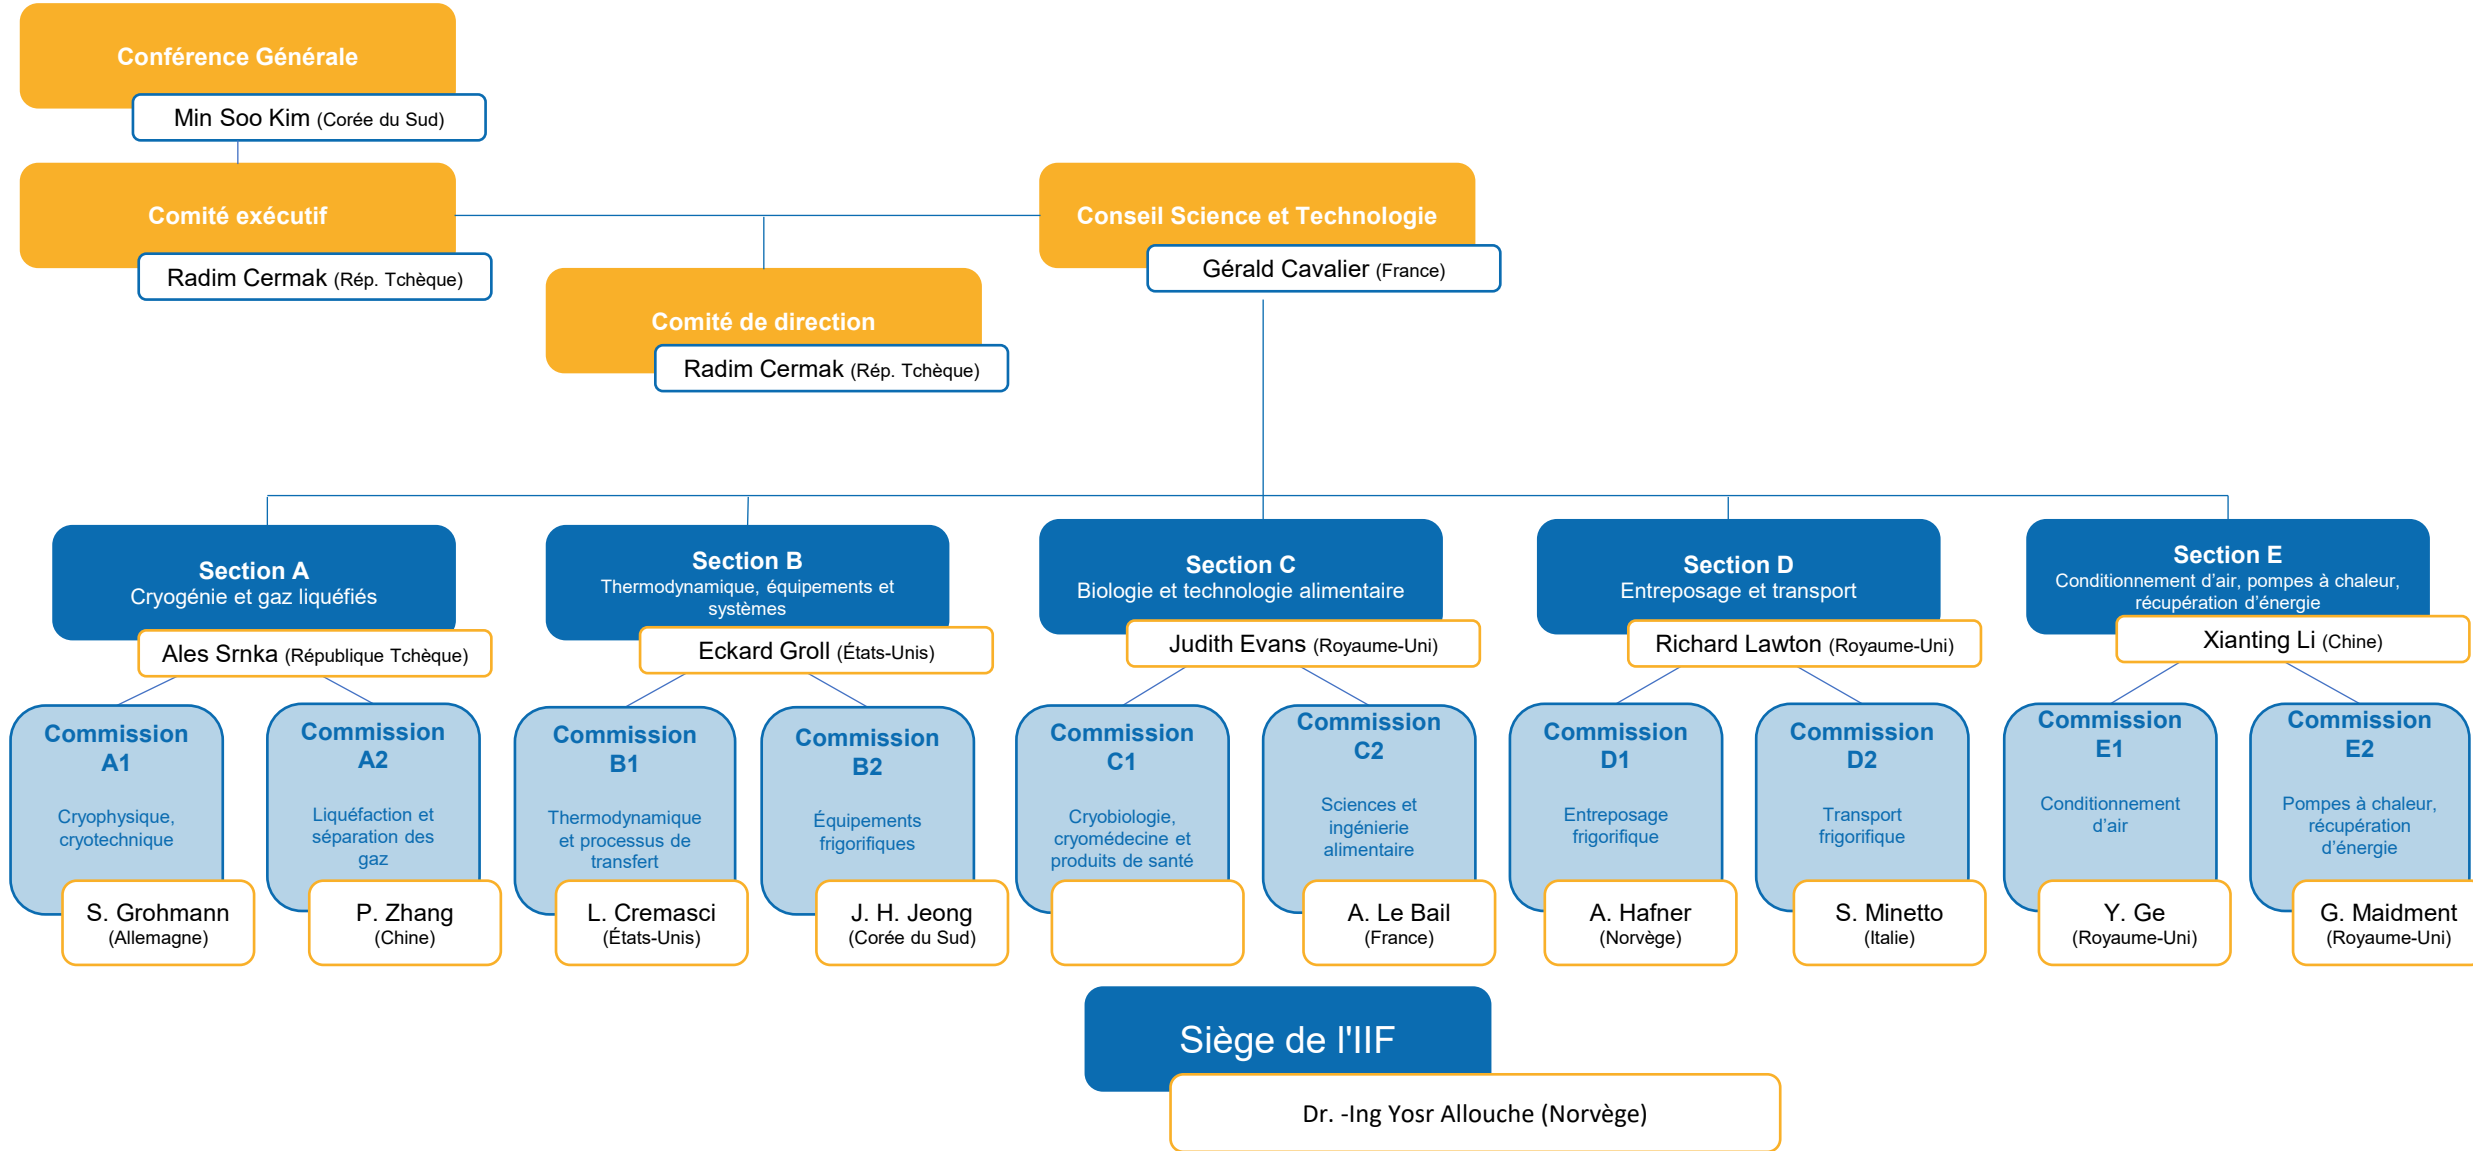 Conférence Générale
Min Soo Kim (Corée du Sud)
Comité exécutif
Radim Cermak (Rép. Tchèque)
Conseil Science et Technologie
Gérald Cavalier (France)
Comité de direction
Radim Cermak (Rép. Tchèque)
Section A
Cryogénie et gaz liquéfiés
Ales Srnka (République Tchèque)
Section B
Thermodynamique, équipements et
systèmes
Eckard Groll (États-Unis)
Section C
Biologie et technologie alimentaire
Judith Evans (Royaume-Uni)
Section D
Entreposage et transport
Richard Lawton (Royaume-Uni)
Section E
Conditionnement d’air, pompes à chaleur,
récupération d’énergie
Xianting Li (Chine)
Commission
A1
Cryophysique,
cryotechnique
S. Grohmann
(Allemagne)
Commission
A2
Liquéfaction et
séparation des
gaz
P. Zhang
(Chine)
Commission
B1
Thermodynamique
et processus de
transfert
L. Cremasci
(États-Unis)
Commission
B2
Équipements
frigorifiques
J. H. Jeong
(Corée du Sud)
Commission
C1
Cryobiologie,
cryomédecine et
produits de santé
Commission
C2
Sciences et
ingénierie
alimentaire
A. Le Bail
(France)
Commission
D1
Entreposage
frigorifique
A. Hafner
(Norvège)
Commission
D2
Transport
frigorifique
S. Minetto
(Italie)
Commission
E1
Conditionnement
d’air
Y. Ge
(Royaume-Uni)
Commission
E2
Pompes à chaleur,
récupération
d’énergie
G. Maidment
(Royaume-Uni)
Siège de l'IIF
Dr. -Ing Yosr Allouche (Norvège)